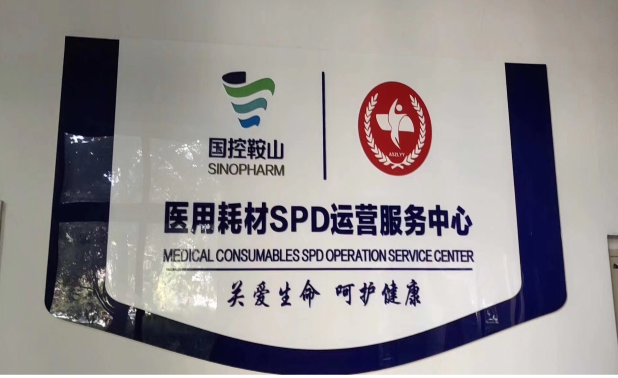 国控鞍山
SINOPHARM
ASZLYY
医用耗材SPD运营服务中心
MEDICAL CONSUMABLES SPD OPERATION SERVICE CENTER
关爱生命 呵护健康